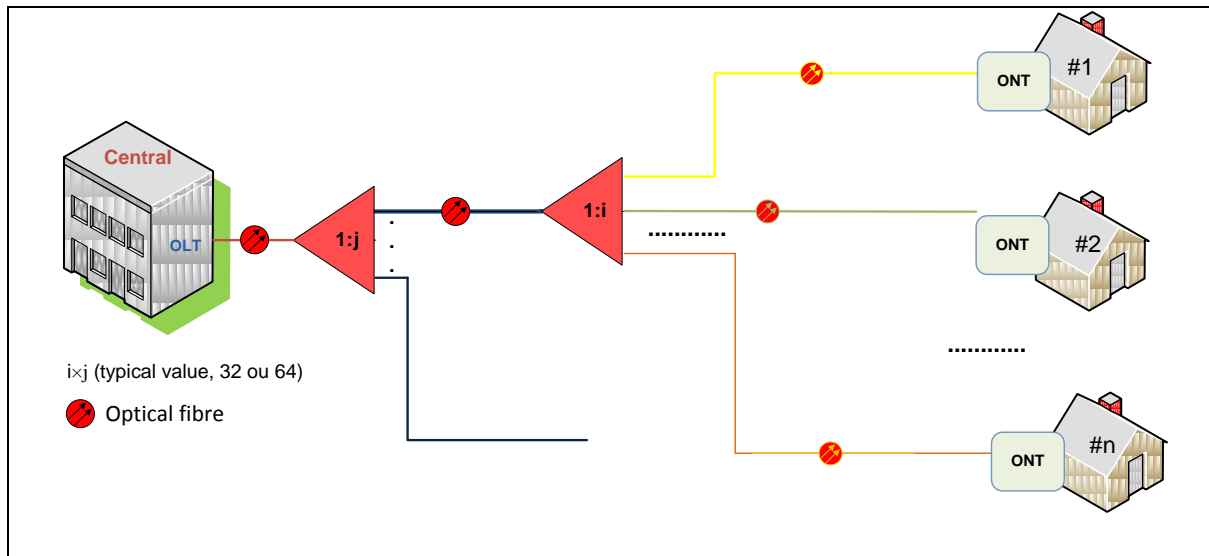 Central
OLT
1:j
1:i
ONT
#1
ONT
#2
ONT
#n
i×j (typical value, 32 ou 64)
Optical fibre